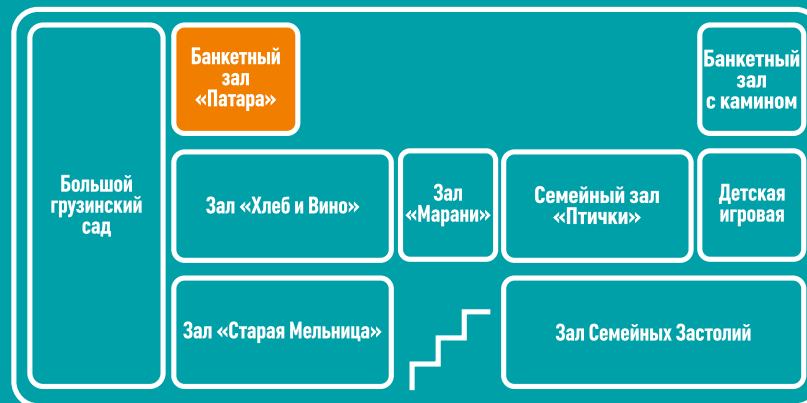 Банкетный
зал
«Патара»
Банкетный
зал
с камином
Большой
грузинский
сад
Зал «Хлеб и Вино»
Зал
«Марани»
Семейный зал
«Птички»
Детская
игровая
Зал «Старая Мельница»
Зал Семейных Застолий